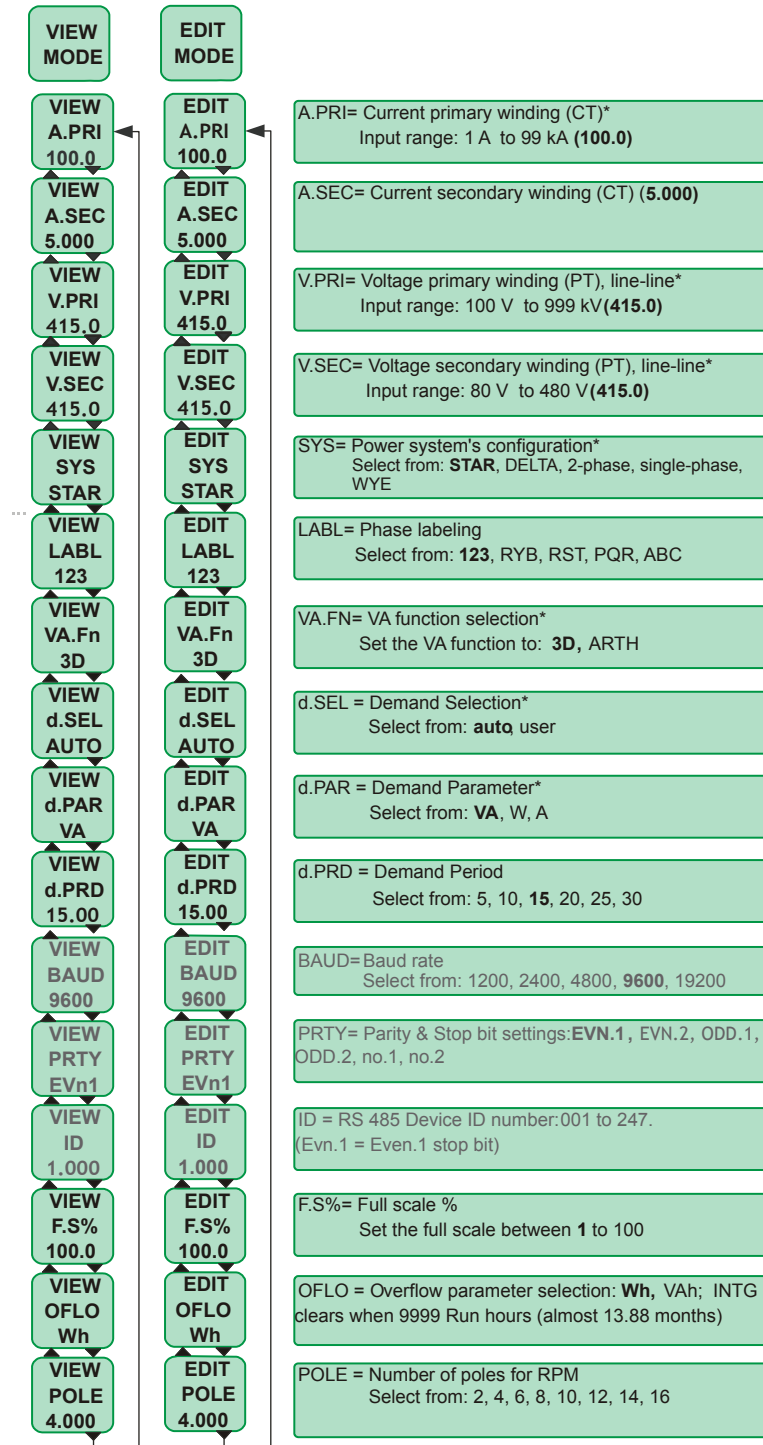 VIEW
MODE
EDIT
MODE
VIEW
A.PRI
100.0
EDIT
A.PRI
100.0
A.PRI= Current primary winding (CT)*
Input range: 1 A to 99 kA (100.0)
VIEW
A.SEC
5.000
EDIT
A.SEC
5.000
A.SEC= Current secondary winding (CT) (5.000)
VIEW
V.PRI
415.0
EDIT
V.PRI
415.0
V.PRI= Voltage primary winding (PT), line-line*
Input range: 100 V to 999 kV(415.0)
VIEW
V.SEC
415.0
EDIT
V.SEC
415.0
V.SEC= Voltage secondary winding (PT), line-line*
Input range: 80 V to 480 V(415.0)
VIEW
SYS
STAR
EDIT
SYS
STAR
SYS= Power system's configuration*
Select from: STAR, DELTA, 2-phase, single-phase,
WYE
VIEW
LABL
123
EDIT
LABL
123
LABL= Phase labeling
Select from: 123, RYB, RST, PQR, ABC
VIEW
VA.Fn
3D
EDIT
VA.Fn
3D
VA.FN= VA function selection*
Set the VA function to: 3D, ARTH
VIEW
d.SEL
AUTO
EDIT
d.SEL
AUTO
d.SEL = Demand Selection*
Select from: auto, user
VIEW
d.PAR
VA
EDIT
d.PAR
VA
d.PAR = Demand Parameter*
Select from: VA, W, A
VIEW
d.PRD
15.00
EDIT
d.PRD
15.00
d.PRD = Demand Period
Select from: 5, 10, 15, 20, 25, 30
VIEW
BAUD
9600
EDIT
BAUD
9600
BAUD= Baud rate
Select from: 1200, 2400, 4800, 9600, 19200
VIEW
PRTY
EVn1
EDIT
PRTY
EVn1
PRTY= Parity & Stop bit settings:EVN.1, EVN.2, ODD.1,
ODD.2, no.1, no.2
VIEW
ID
1.000
EDIT
ID
1.000
ID = RS 485 Device ID number:001 to 247.
(Evn.1 = Even.1 stop bit)
VIEW
F.S%
100.0
EDIT
F.S%
100.0
F.S%= Full scale %
Set the full scale between 1 to 100
VIEW
OFLO
Wh
EDIT
OFLO
Wh
OFLO = Overflow parameter selection: Wh, VAh; INTG
clears when 9999 Run hours (almost 13.88 months)
VIEW
POLE
4.000
EDIT
POLE
4.000
POLE = Number of poles for RPM
Select from: 2, 4, 6, 8, 10, 12, 14, 16